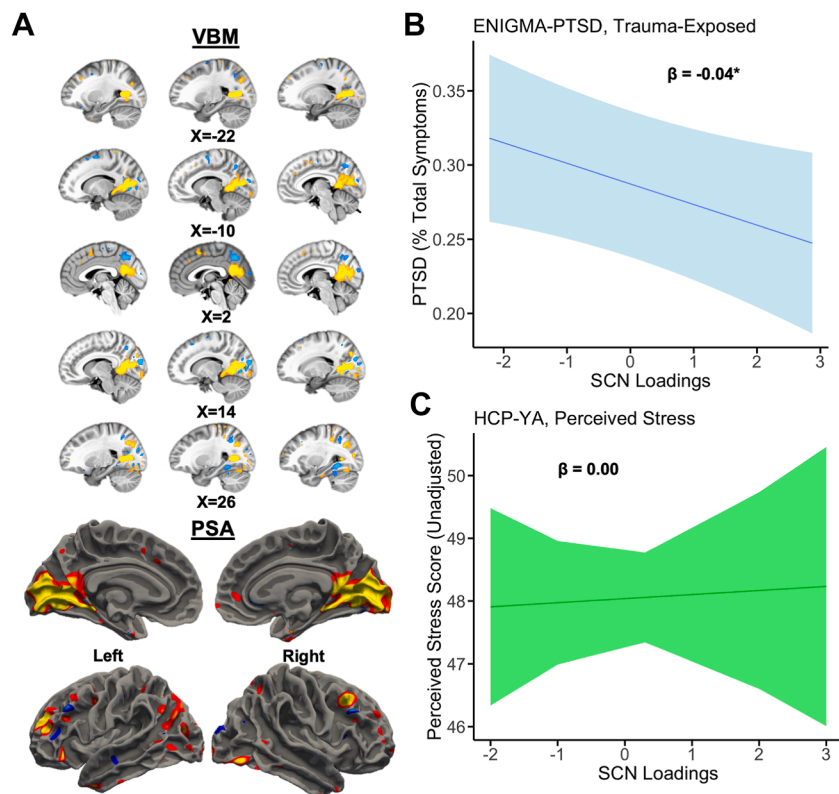 A
VBM
X=-22
X=-10
X=2
X=14
X=26
PSA
Left Right
B
ENIGMA-PTSD, Trauma-Exposed
β = -0.04*
PTSD (% Total Symptoms)
0.35
0.30
0.25
0.20
-2 -1 0 1 2 3
SCN Loadings
C
HCP-YA, Perceived Stress
β = 0.00
Perceived Stress Score (Unadjusted)
50
49
48
47
46
-2 -1 0 1 2 3
SCN Loadings